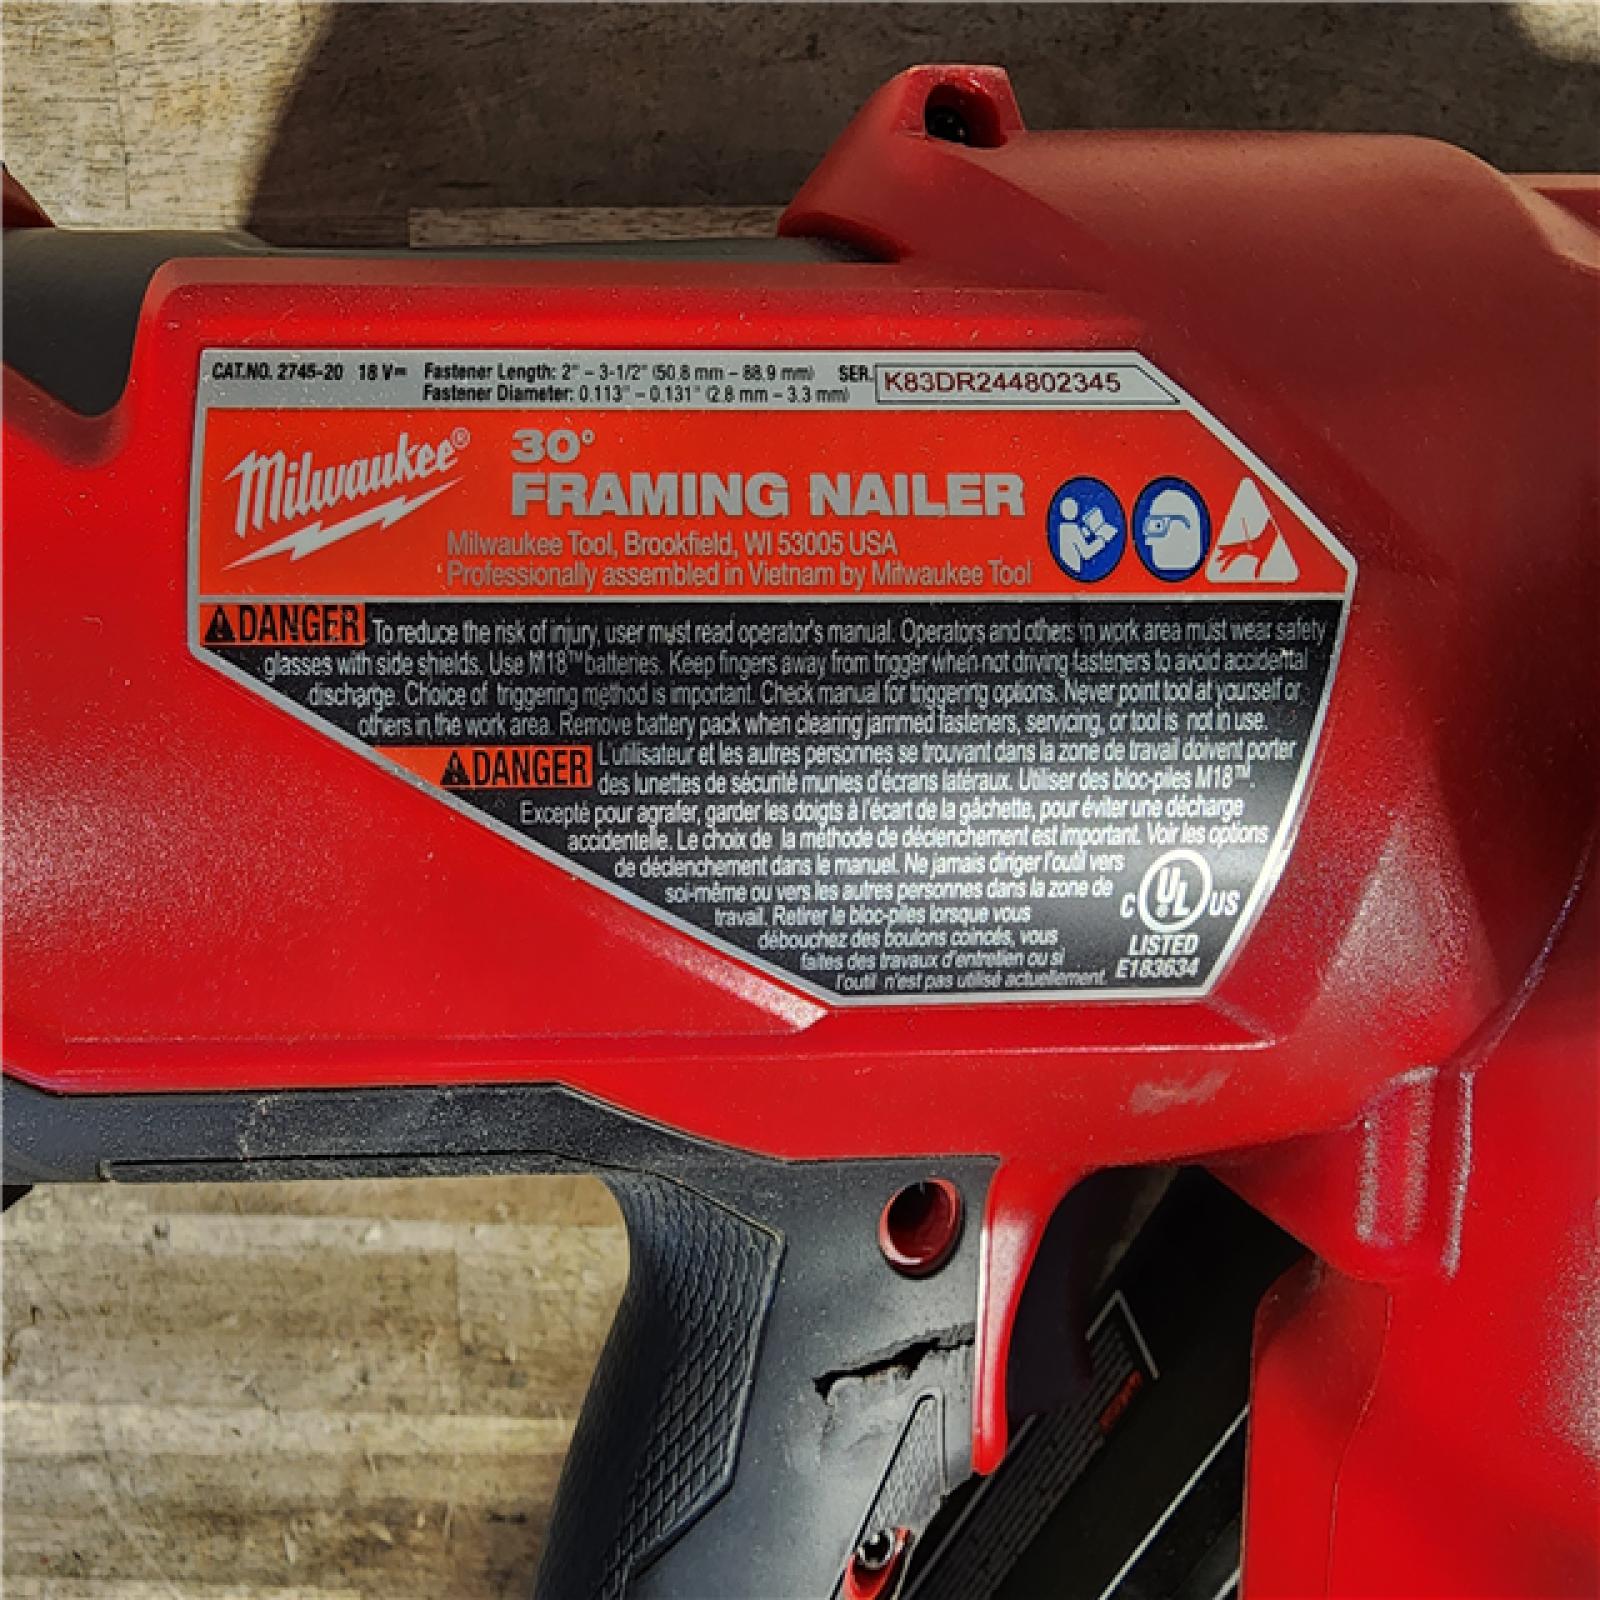 CAT.NO. 2745-20 18 V⎓ Fastener Length: 2" – 3-1/2" (50.8 mm – 88.9 mm) SER. K83DR244802345
Fastener Diameter: 0.113" – 0.131" (2.8 mm – 3.3 mm)
Milwaukee®
30°
FRAMING NAILER
Milwaukee Tool, Brookfield, WI 53005 USA
Professionally assembled in Vietnam by Milwaukee Tool
DANGER To reduce the risk of injury, user must read operator's manual. Operators and others in work area must wear safety
glasses with side shields. Use M18™ batteries. Keep fingers away from trigger when not driving fasteners to avoid accidental
discharge. Choice of triggering method is important. Check manual for triggering options. Never point tool at yourself or
others in the work area. Remove battery pack when clearing jammed fasteners, servicing, or tool is not in use.
DANGER L'utilisateur et les autres personnes se trouvant dans la zone de travail doivent porter
des lunettes de sécurité munies d'écrans latéraux. Utiliser des bloc-piles M18™.
Excepté pour agrafer, garder les doigts à l'écart de la gâchette, pour éviter une décharge
accidentelle. Le choix de la méthode de déclenchement est important. Voir les options
de déclenchement dans le manuel. Ne jamais diriger l'outil vers
soi-même ou vers les autres personnes dans la zone de
travail. Retirer le bloc-piles lorsque vous
débouchez des boulons coincés, vous
faites des travaux d'entretien ou si
l'outil n'est pas utilisé actuellement.
C UL US
LISTED
E183634